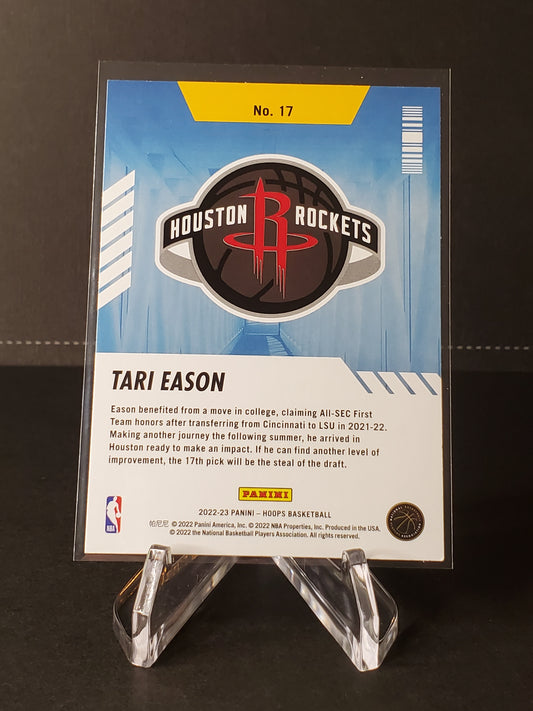 No. 17
HOUSTON R ROCKETS
TARI EASON
Eason benefited from a move in college, claiming All-SEC First
Team honors after transferring from Cincinnati to LSU in 2021-22.
Making another journey the following summer, he arrived in
Houston ready to make an impact. If he can find another level of
improvement, the 17th pick will be the steal of the draft.
PANINI
2022-23 PANINI – HOOPS BASKETBALL
帕尼尼 © 2022 Panini America, Inc. © 2022 NBA Properties, Inc. Produced in the USA.
© 2022 the National Basketball Players Association. All rights reserved.
NBA